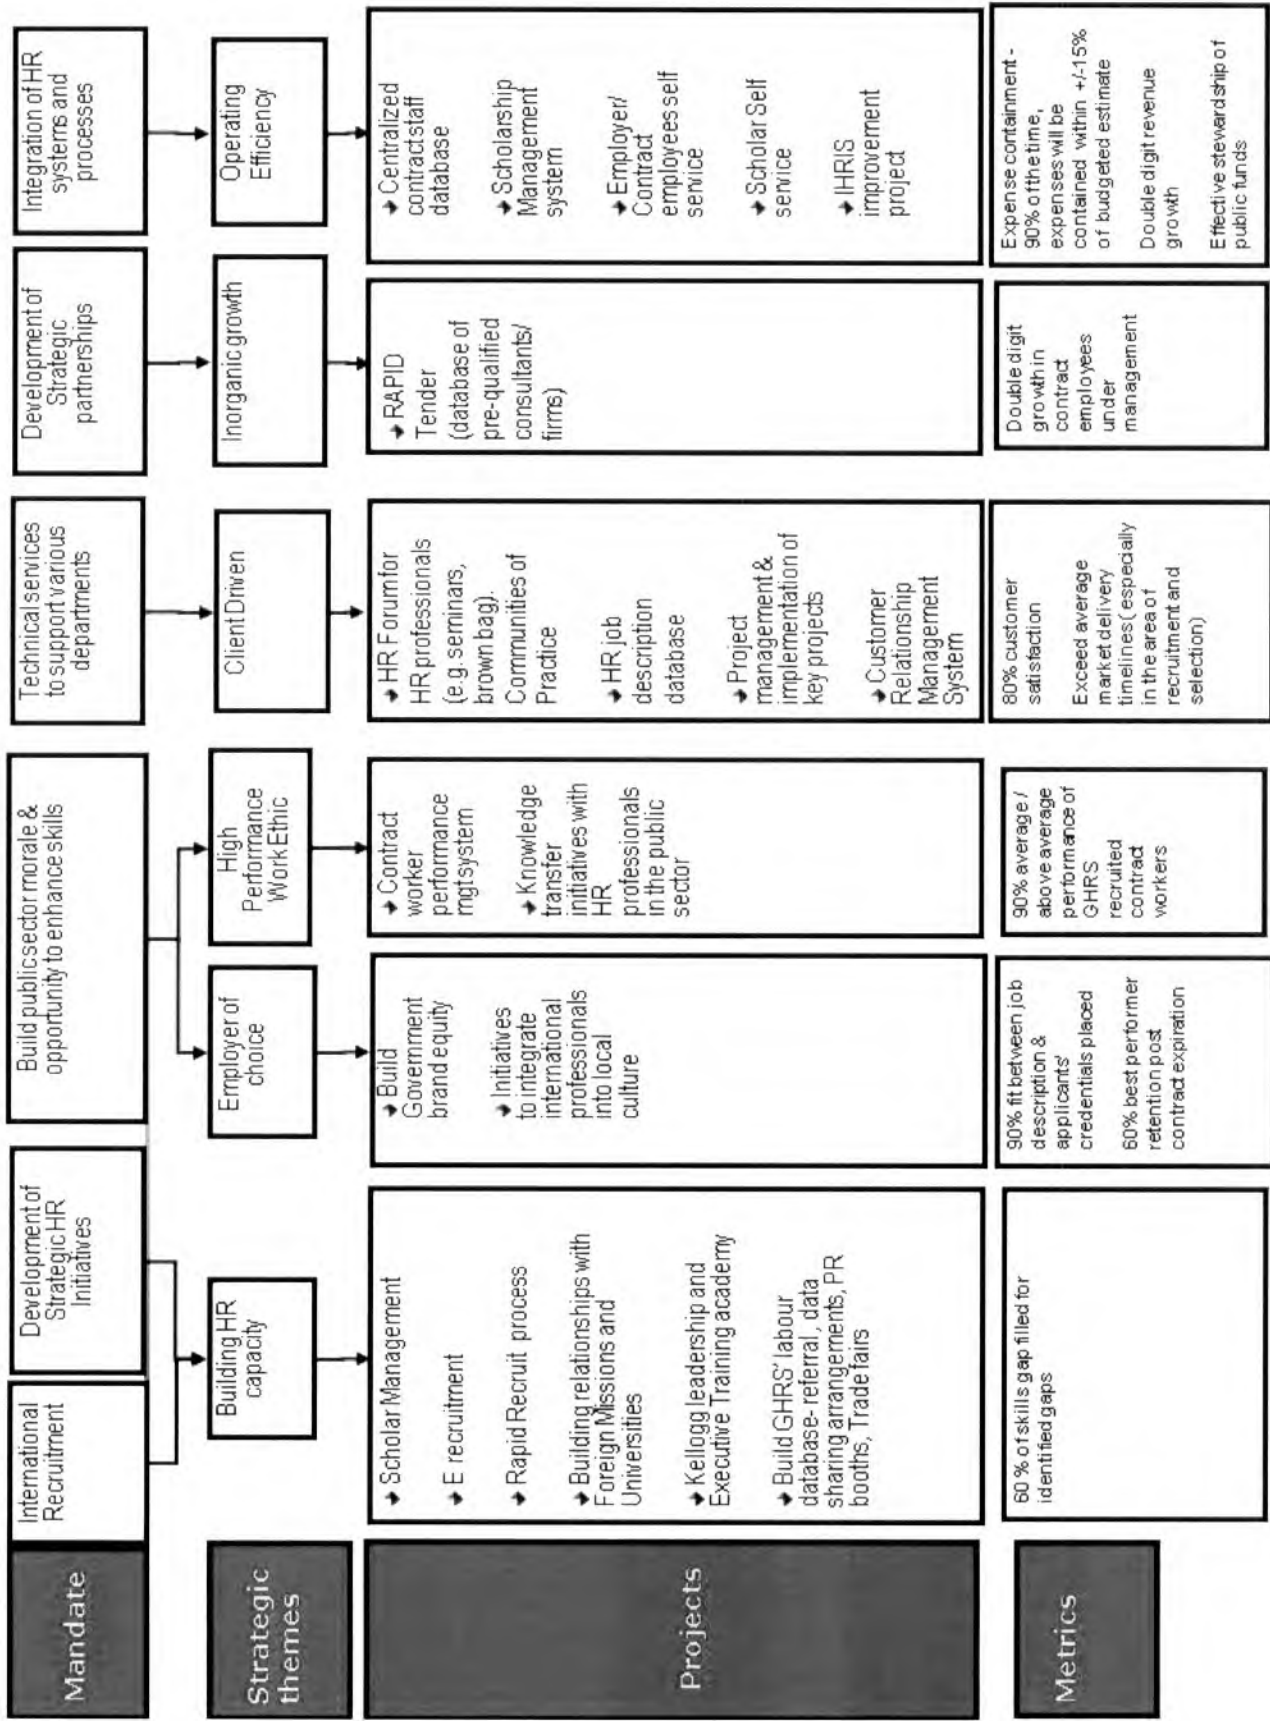 Mandate
International
Recruitment
Development of
Strategic HR
Initiatives
Build public sector morale &
opportunity to enhance skills
Technical services
to support various
departments
Development of
Strategic
partnerships
Integration of HR
systems and
processes
Strategic
themes
Building HR
capacity
Employer of
choice
High
Performance
Work Ethic
Client Driven
Inorganic growth
Operating
Efficiency
Projects
Scholar Management
E recruitment
Rapid Recruit process
Building relationships with
Foreign Missions and
Universities
Kellogg leadership and
Executive Training academy
Build GHRS' labour
database- referral, data
sharing arrangements, PR
booths, Trade fairs
Build
Government
brand equity
Initiatives
to integrate
international
professionals
into local
culture
Contract
worker
performance
mgt system
Knowledge
transfer
initiatives with
HR
professionals
in the public
sector
HR Forum for
HR professionals
(e.g. seminars,
brown bag).
Communities of
Practice
HR job
description
database
Project
management &
implementation of
key projects
Customer
Relationship
Management
System
RAPID
Tender
(database of
pre-qualified
consultants/
firms)
Centralized
contract staff
database
Scholarship
Management
system
Employer/
Contract
employees self
service
Scholar Self
service
IHRIS
improvement
project
Metrics
60 % of skills gap filled for
identified gaps
90% fit between job
description &
applicants'
credentials placed
60% best performer
retention post
contract expiration
90% average /
above average
performance of
GHRS
recruited
contract
workers
80% customer
satisfaction
Exceed average
market delivery
timelines( especially
in the area of
recruitment and
selection)
Double digit
growth in
contract
employees
under
management
Expense containment -
90% of the time,
expenses will be
contained within +/-15%
of budgeted estimate
Double digit revenue
growth
Effective stewardship of
public funds